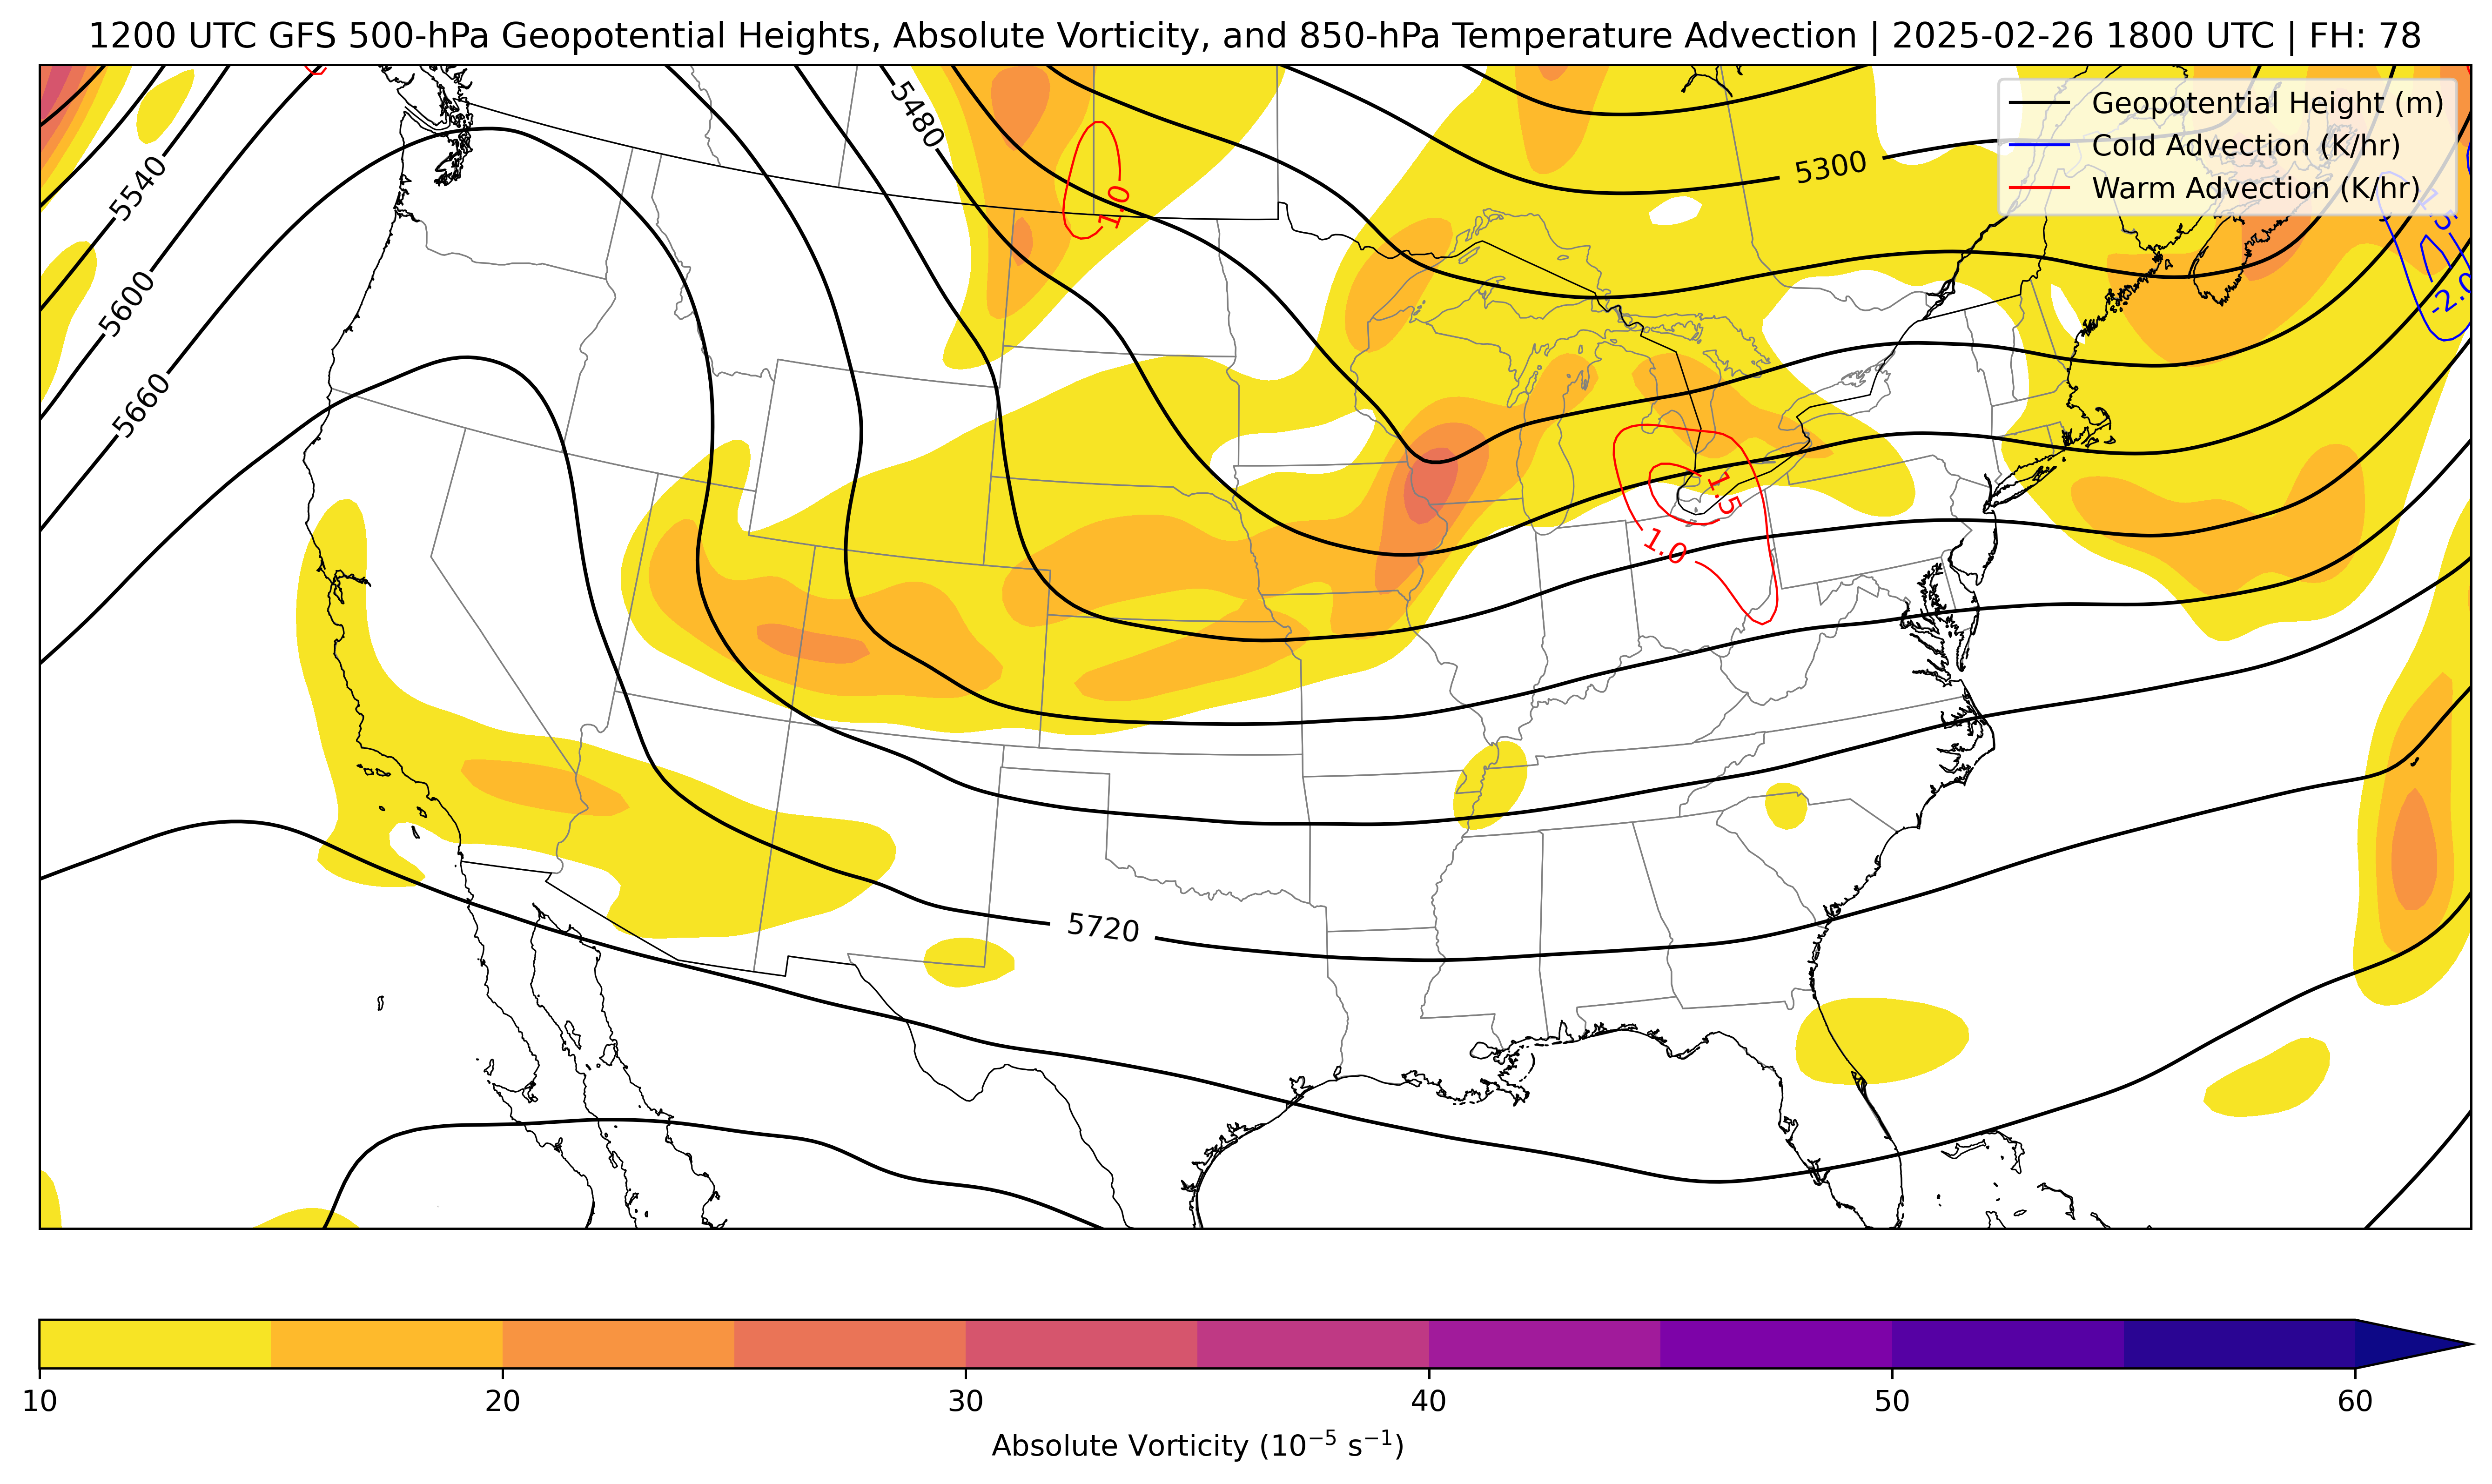 1200 UTC GFS 500-hPa Geopotential Heights, Absolute Vorticity, and 850-hPa Temperature Advection | 2025-02-26 1800 UTC | FH: 78
Geopotential Height (m)
Cold Advection (K/hr)
Warm Advection (K/hr)
5480
5300
5540
1.0
-2.0
5600
5660
1.5
1.0
5720
10 20 30 40 50 60
Absolute Vorticity (10⁻⁵ s⁻¹)